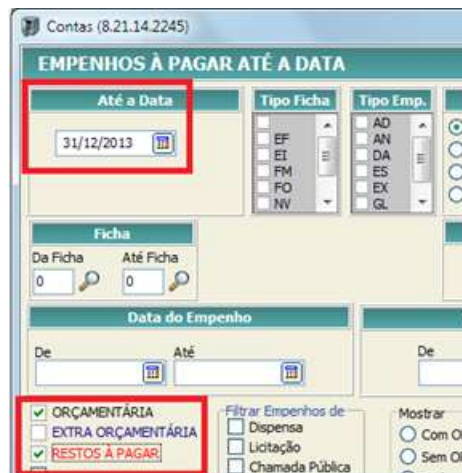 Contas (8.21.14.2245)
EMPENHOS À PAGAR ATÉ A DATA
Até a Data
Tipo Ficha
Tipo Emp.
31/12/2013
EF
EI
FM
FO
NV
AD
AN
DA
ES
EX
GL
Ficha
Da Ficha Até Ficha
0 0
Data do Empenho
De Até De
ORÇAMENTÁRIA
EXTRA ORÇAMENTÁRIA
RESTOS À PAGAR
Filtrar Empenhos de
Dispensa
Licitação
Chamada Pública
Mostrar
Com
Sem